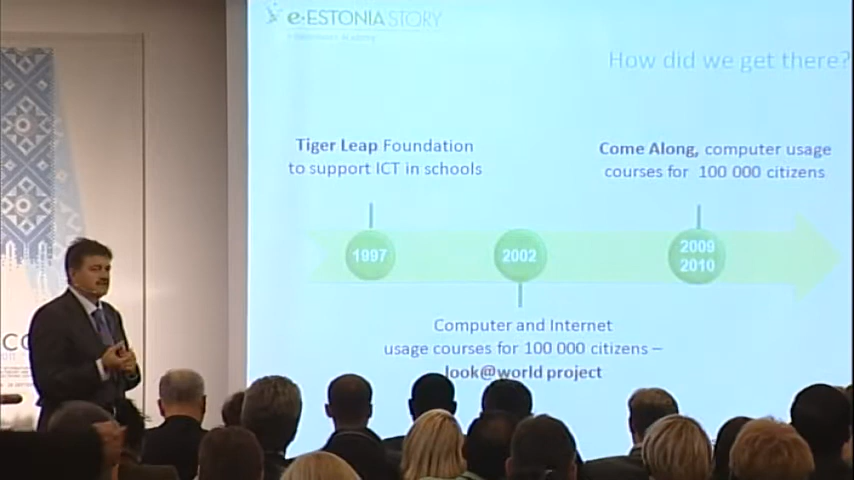 e-ESTONIA STORY
How did we get there?
Tiger Leap Foundation
to support ICT in schools
Come Along, computer usage
courses for 100 000 citizens
1997
2002
2009
2010
Computer and Internet
usage courses for 100 000 citizens –
look@world project